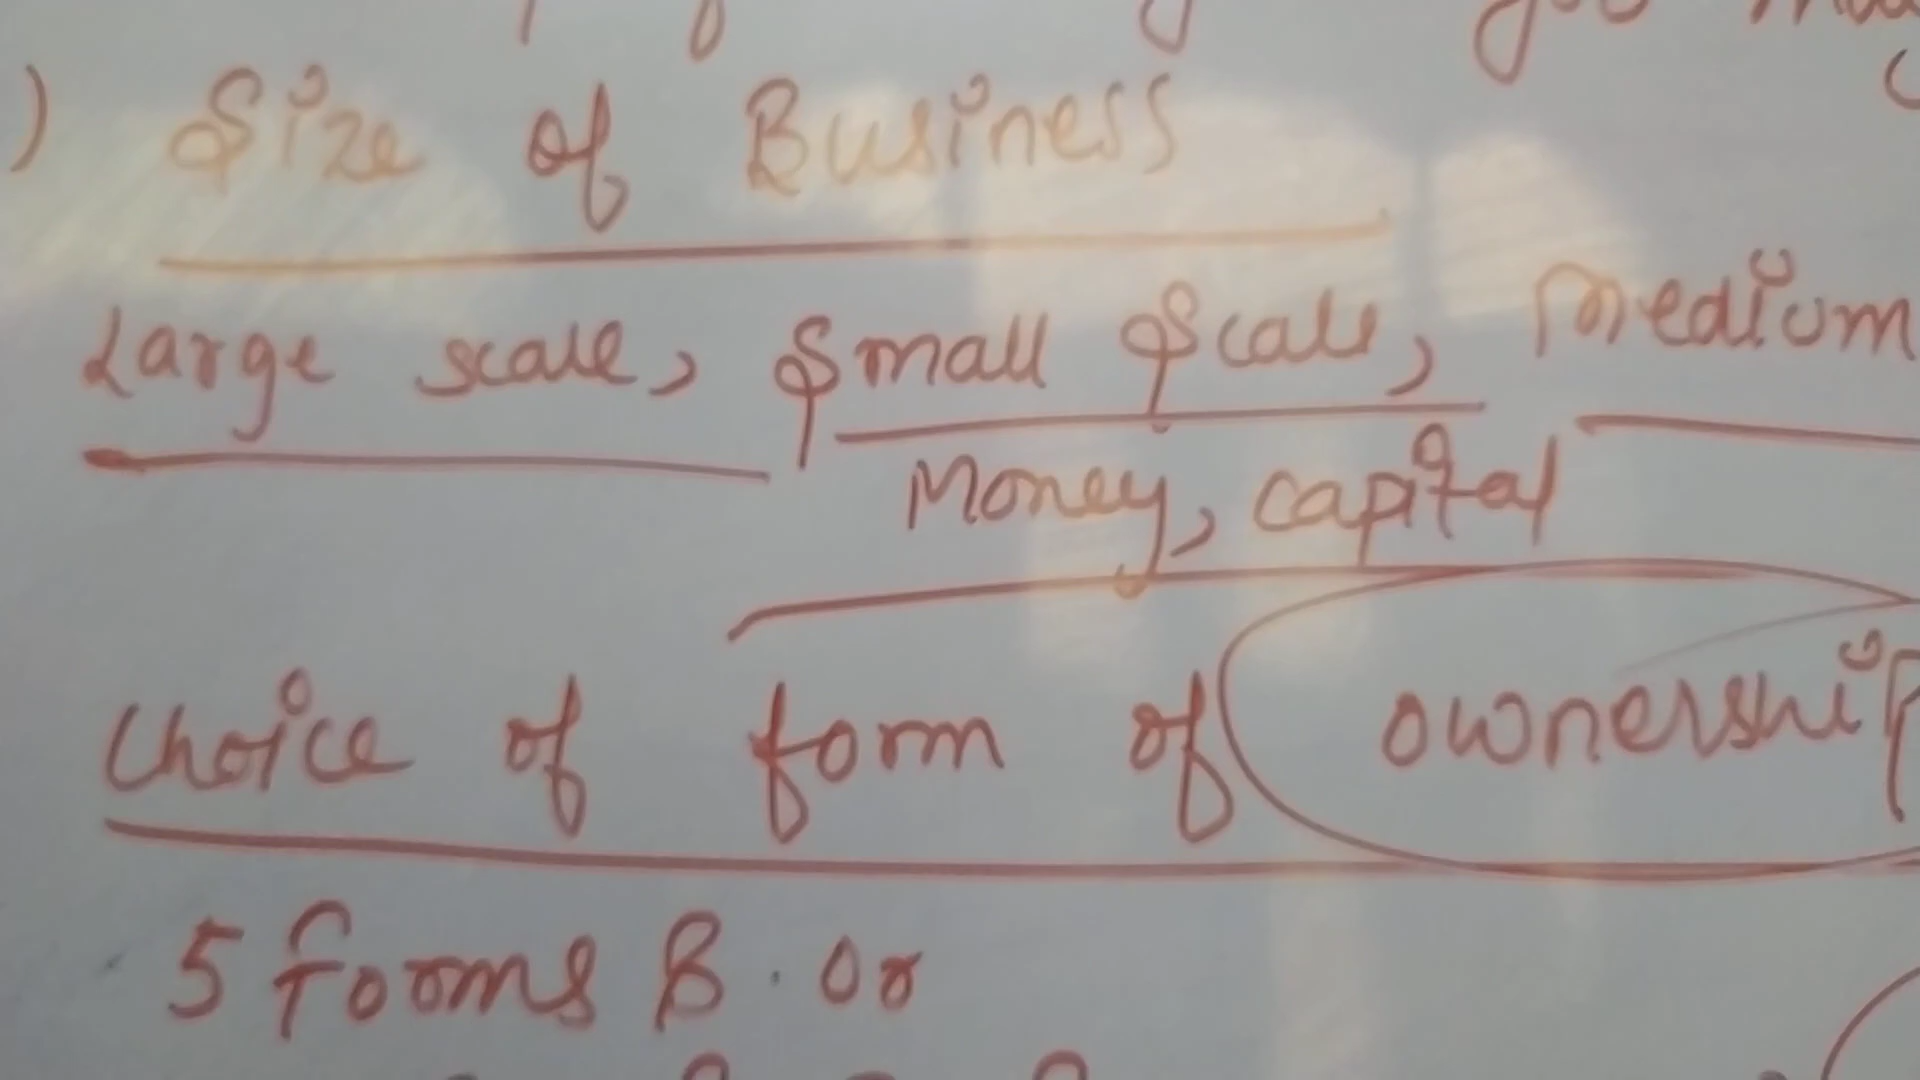 ) Size of Business
Large scale, Small Scale, Medium
Money, capital
Choice of form of ownership
5 forms B. Or